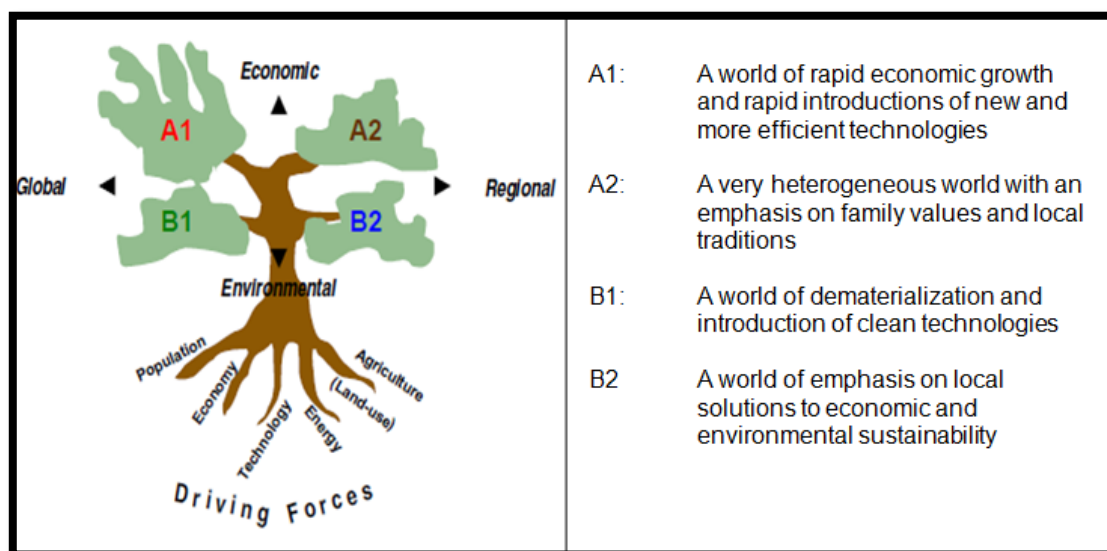 Economic
A1
A2
Global
Regional
B1
B2
Environmental
Population
Economy
Technology
Energy
Agriculture
(Land-use)
Driving Forces
A1: A world of rapid economic growth
and rapid introductions of new and
more efficient technologies
A2: A very heterogeneous world with an
emphasis on family values and local
traditions
B1: A world of dematerialization and
introduction of clean technologies
B2 A world of emphasis on local
solutions to economic and
environmental sustainability